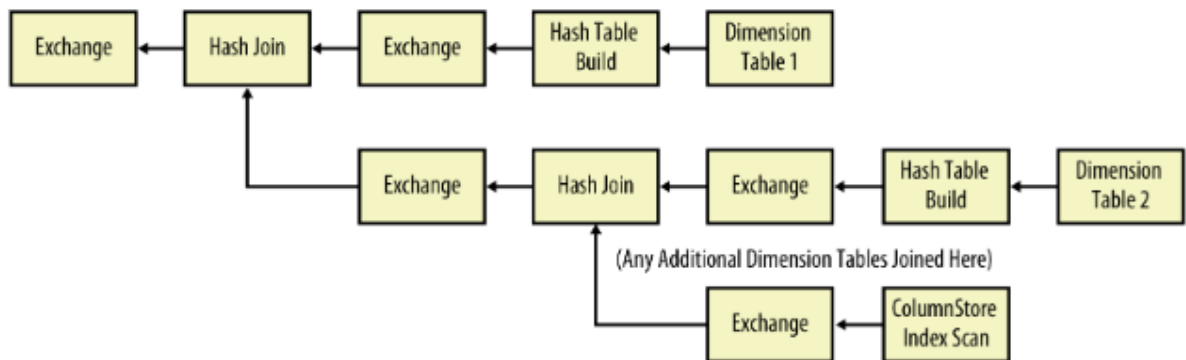 Exchange
Hash Join
Exchange
Hash Table
Build
Dimension
Table 1
Exchange
Hash Join
Exchange
Hash Table
Build
Dimension
Table 2
(Any Additional Dimension Tables Joined Here)
Exchange
ColumnStore
Index Scan